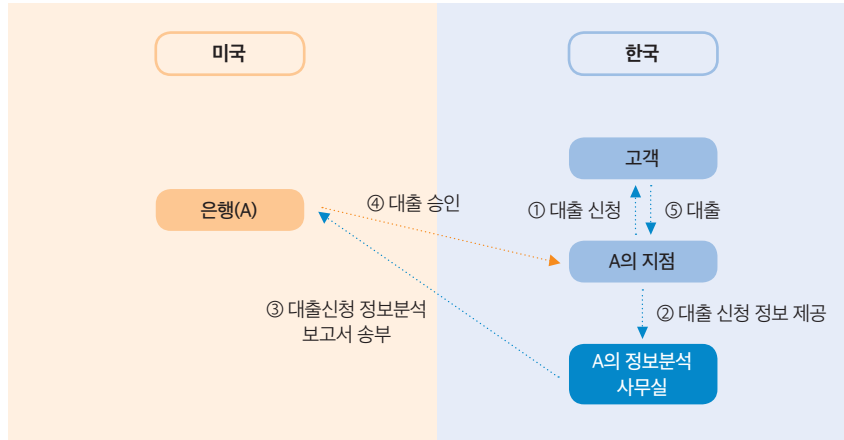 미국
한국
고객
은행(A)
④ 대출 승인
① 대출 신청
⑤ 대출
A의 지점
③ 대출신청 정보분석
보고서 송부
② 대출 신청 정보 제공
A의 정보분석
사무실